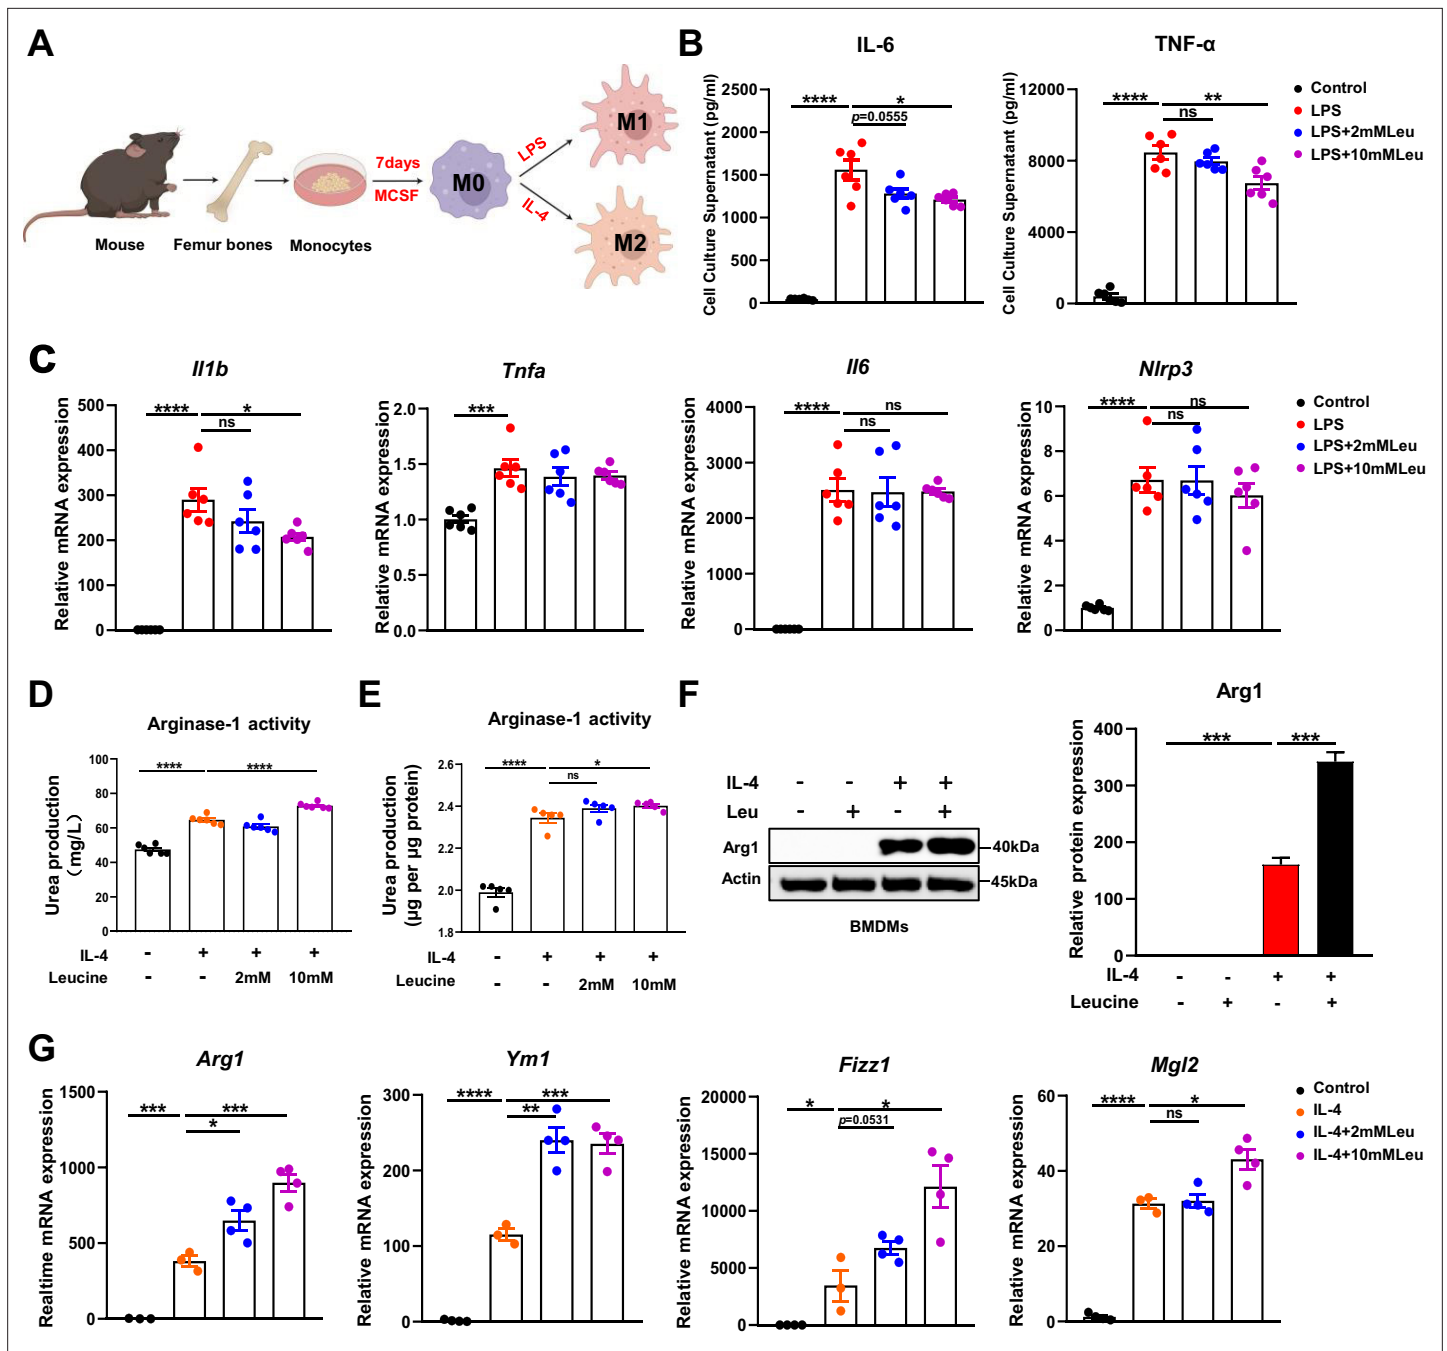 A
7days
MCSF
LPS
IL-4
M0
M1
M2
Mouse
Femur bones
Monocytes
B
IL-6
Cell Culture Supernatant (pg/ml)
2500
2000
1500
1000
500
0
****
*
p=0.0555
TNF-α
Cell Culture Supernatant (pg/ml)
12000
8000
4000
0
****
**
ns
Control
LPS
LPS+2mMLeu
LPS+10mMLeu
C
Il1b
Relative mRNA expression
500
400
300
200
100
0
****
*
ns
Tnfa
Relative mRNA expression
2.0
1.5
1.0
0.5
0.0
***
Il6
Relative mRNA expression
4000
3000
2000
1000
0
****
ns
ns
Nlrp3
Relative mRNA expression
10
8
6
4
2
0
****
ns
ns
Control
LPS
LPS+2mMLeu
LPS+10mMLeu
D
Arginase-1 activity
Urea production
(mg/L)
100
80
60
40
20
0
****
****
IL-4 - + + +
Leucine - - 2mM 10mM
E
Arginase-1 activity
Urea production
(μg per μg protein)
2.6
2.4
2.2
2.0
1.8
****
*
ns
IL-4 - + + +
Leucine - - 2mM 10mM
F
IL-4 - - + +
Leu - + - +
Arg1
40kDa
Actin
45kDa
BMDMs
Arg1
Relative protein expression
400
300
200
100
0
***
***
IL-4 - - + +
Leucine - + - +
G
Arg1
Realtime mRNA expression
1500
1000
500
0
***
***
*
Ym1
Relative mRNA expression
300
200
100
0
****
***
**
Fizz1
Relative mRNA expression
20000
15000
10000
5000
0
*
*
p=0.0531
Mgl2
Relative mRNA expression
60
40
20
0
****
*
ns
Control
IL-4
IL-4+2mMLeu
IL-4+10mMLeu